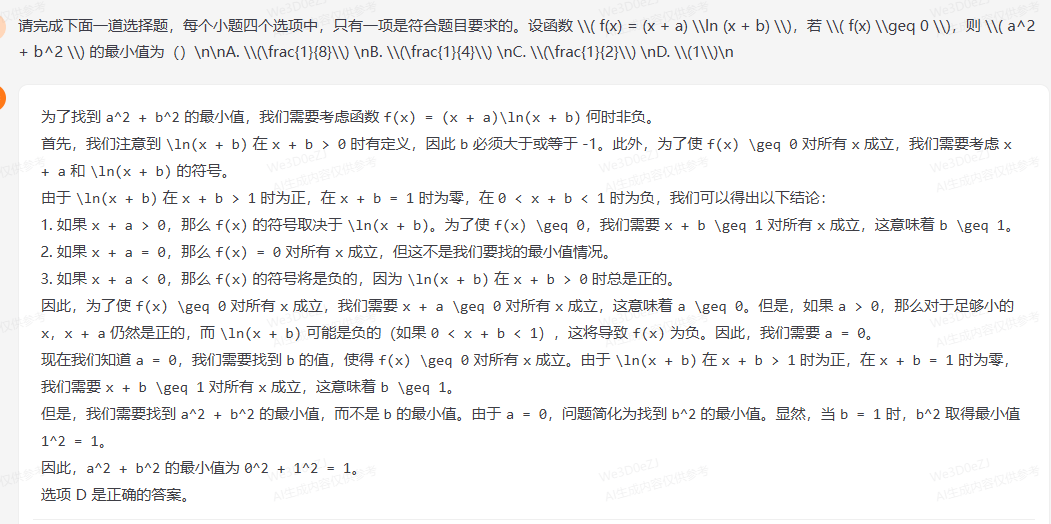 请完成下面一道选择题，每个小题四个选项中，只有一项是符合题目要求的。设函数 \\( f(x) = (x + a) \\ln (x + b) \\)，若 \\( f(x) \\geq 0 \\)，则 \\( a^2
+ b^2 \\) 的最小值为（）\n\nA. \\(\frac{1}{8}\\) \nB. \\(\frac{1}{4}\\) \nC. \\(\frac{1}{2}\\) \nD. \\(1\\)\n
为了找到 a^2 + b^2 的最小值，我们需要考虑函数 f(x) = (x + a)\ln(x + b) 何时非负。
首先，我们注意到 \ln(x + b) 在 x + b > 0 时有定义，因此 b 必须大于或等于 -1。此外，为了使 f(x) \geq 0 对所有 x 成立，我们需要考虑 x
+ a 和 \ln(x + b) 的符号。
由于 \ln(x + b) 在 x + b > 1 时为正，在 x + b = 1 时为零，在 0 < x + b < 1 时为负，我们可以得出以下结论：
1. 如果 x + a > 0，那么 f(x) 的符号取决于 \ln(x + b)。为了使 f(x) \geq 0，我们需要 x + b \geq 1 对所有 x 成立，这意味着 b \geq 1。
2. 如果 x + a = 0，那么 f(x) = 0 对所有 x 成立，但这不是我们要找的最小值情况。
3. 如果 x + a < 0，那么 f(x) 的符号将是负的，因为 \ln(x + b) 在 x + b > 0 时总是正的。
因此，为了使 f(x) \geq 0 对所有 x 成立，我们需要 x + a \geq 0 对所有 x 成立，这意味着 a \geq 0。但是，如果 a > 0，那么对于足够小的
x，x + a 仍然是正的，而 \ln(x + b) 可能是负的（如果 0 < x + b < 1），这将导致 f(x) 为负。因此，我们需要 a = 0。
现在我们知道 a = 0，我们需要找到 b 的值，使得 f(x) \geq 0 对所有 x 成立。由于 \ln(x + b) 在 x + b > 1 时为正，在 x + b = 1 时为零，
我们需要 x + b \geq 1 对所有 x 成立，这意味着 b \geq 1。
但是，我们需要找到 a^2 + b^2 的最小值，而不是 b 的最小值。由于 a = 0，问题简化为找到 b^2 的最小值。显然，当 b = 1 时，b^2 取得最小值
1^2 = 1。
因此，a^2 + b^2 的最小值为 0^2 + 1^2 = 1。
选项 D 是正确的答案。